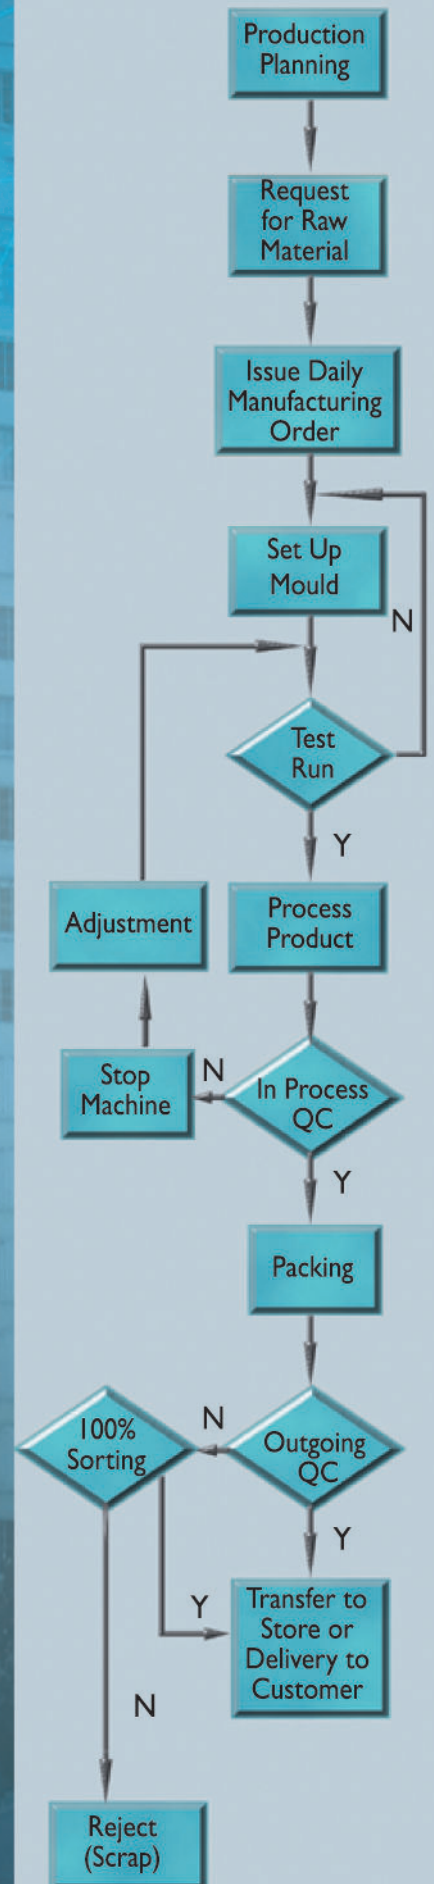 Production
Planning
Request
for Raw
Material
Issue Daily
Manufacturing
Order
Set Up
Mould
N
Test
Run
Y
Adjustment
Process
Product
Stop
Machine
N
In Process
QC
Y
Packing
100%
Sorting
N
Outgoing
QC
Y
Y
Transfer to
Store or
Delivery to
Customer
N
Reject
(Scrap)